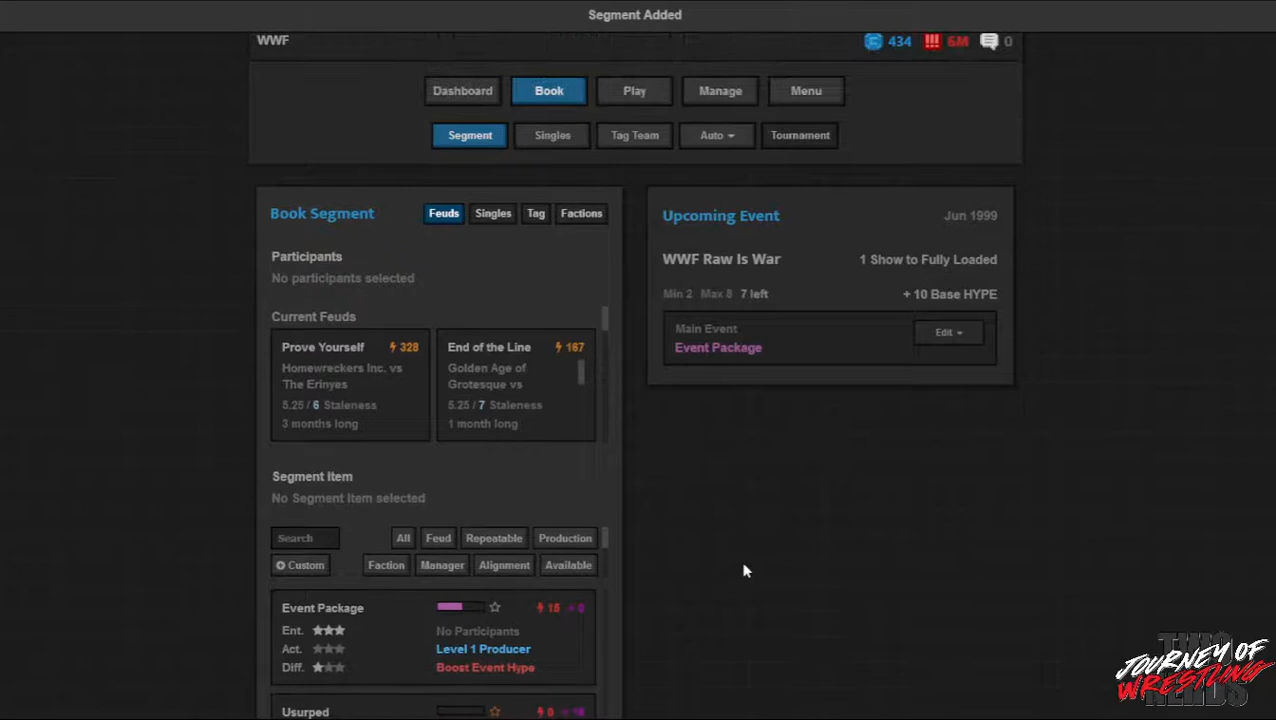 Segment Added
WWF 434 6M 0
Dashboard Book Play Manage Menu
Segment Singles Tag Team Auto Tournament
Book Segment Feuds Singles Tag Factions
Participants
No participants selected
Current Feuds
Prove Yourself 328
Homewreckers Inc. vs
The Erinyes
5.25 / 6 Staleness
3 months long
End of the Line 167
Golden Age of
Grotesque vs
5.25 / 7 Staleness
1 month long
Segment Item
No Segment Item selected
Search All Feud Repeatable Production
Custom Faction Manager Alignment Available
Event Package 15 0
Ent. No Participants
Act. Level 1 Producer
Diff. Boost Event Hype
Usurped
Upcoming Event Jun 1999
WWF Raw Is War 1 Show to Fully Loaded
Min 2 Max 8 7 left + 10 Base HYPE
Main Event Edit
Event Package
JOURNEY OF
WRESTLING